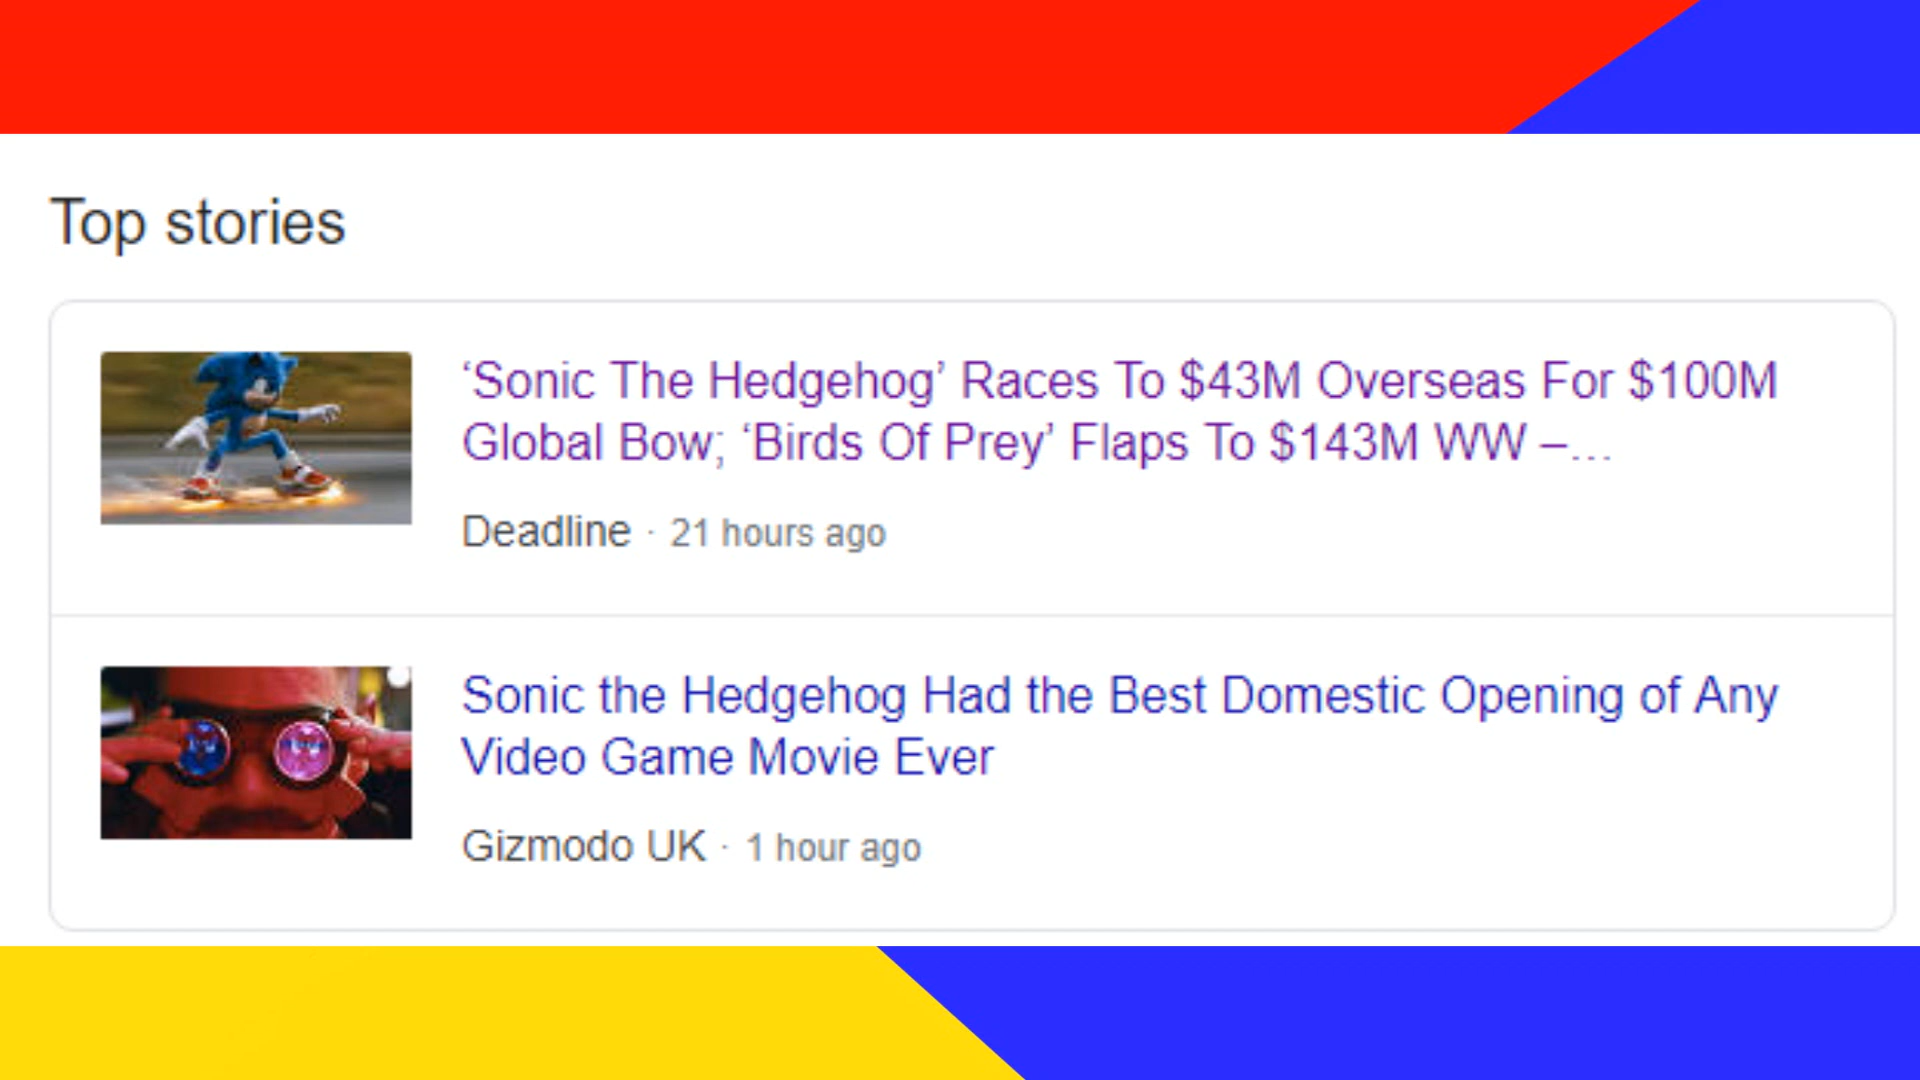 Top stories
‘Sonic The Hedgehog’ Races To $43M Overseas For $100M
Global Bow; ‘Birds Of Prey’ Flaps To $143M WW –...
Deadline · 21 hours ago
Sonic the Hedgehog Had the Best Domestic Opening of Any
Video Game Movie Ever
Gizmodo UK · 1 hour ago